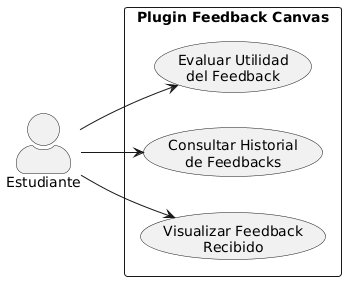 Plugin Feedback Canvas
Evaluar Utilidad
del Feedback
Consultar Historial
de Feedbacks
Estudiante
Visualizar Feedback
Recibido